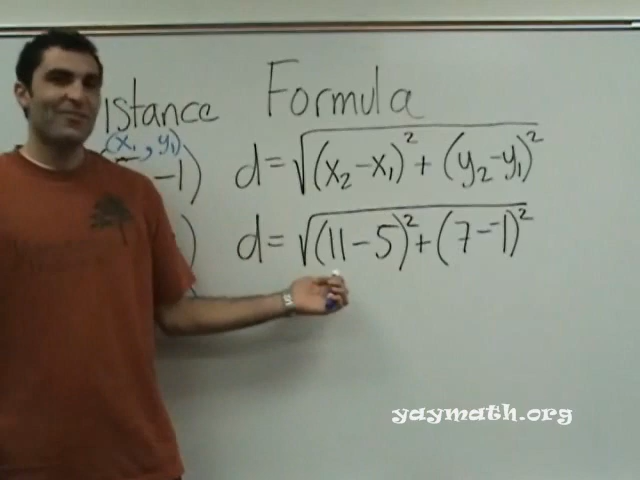 istance Formula
(x₁, y₁)
-1) d = √(x₂ - x₁)² + (y₂ - y₁)²
) d = √(11 - 5)² + (7 - -1)²
yaymath.org